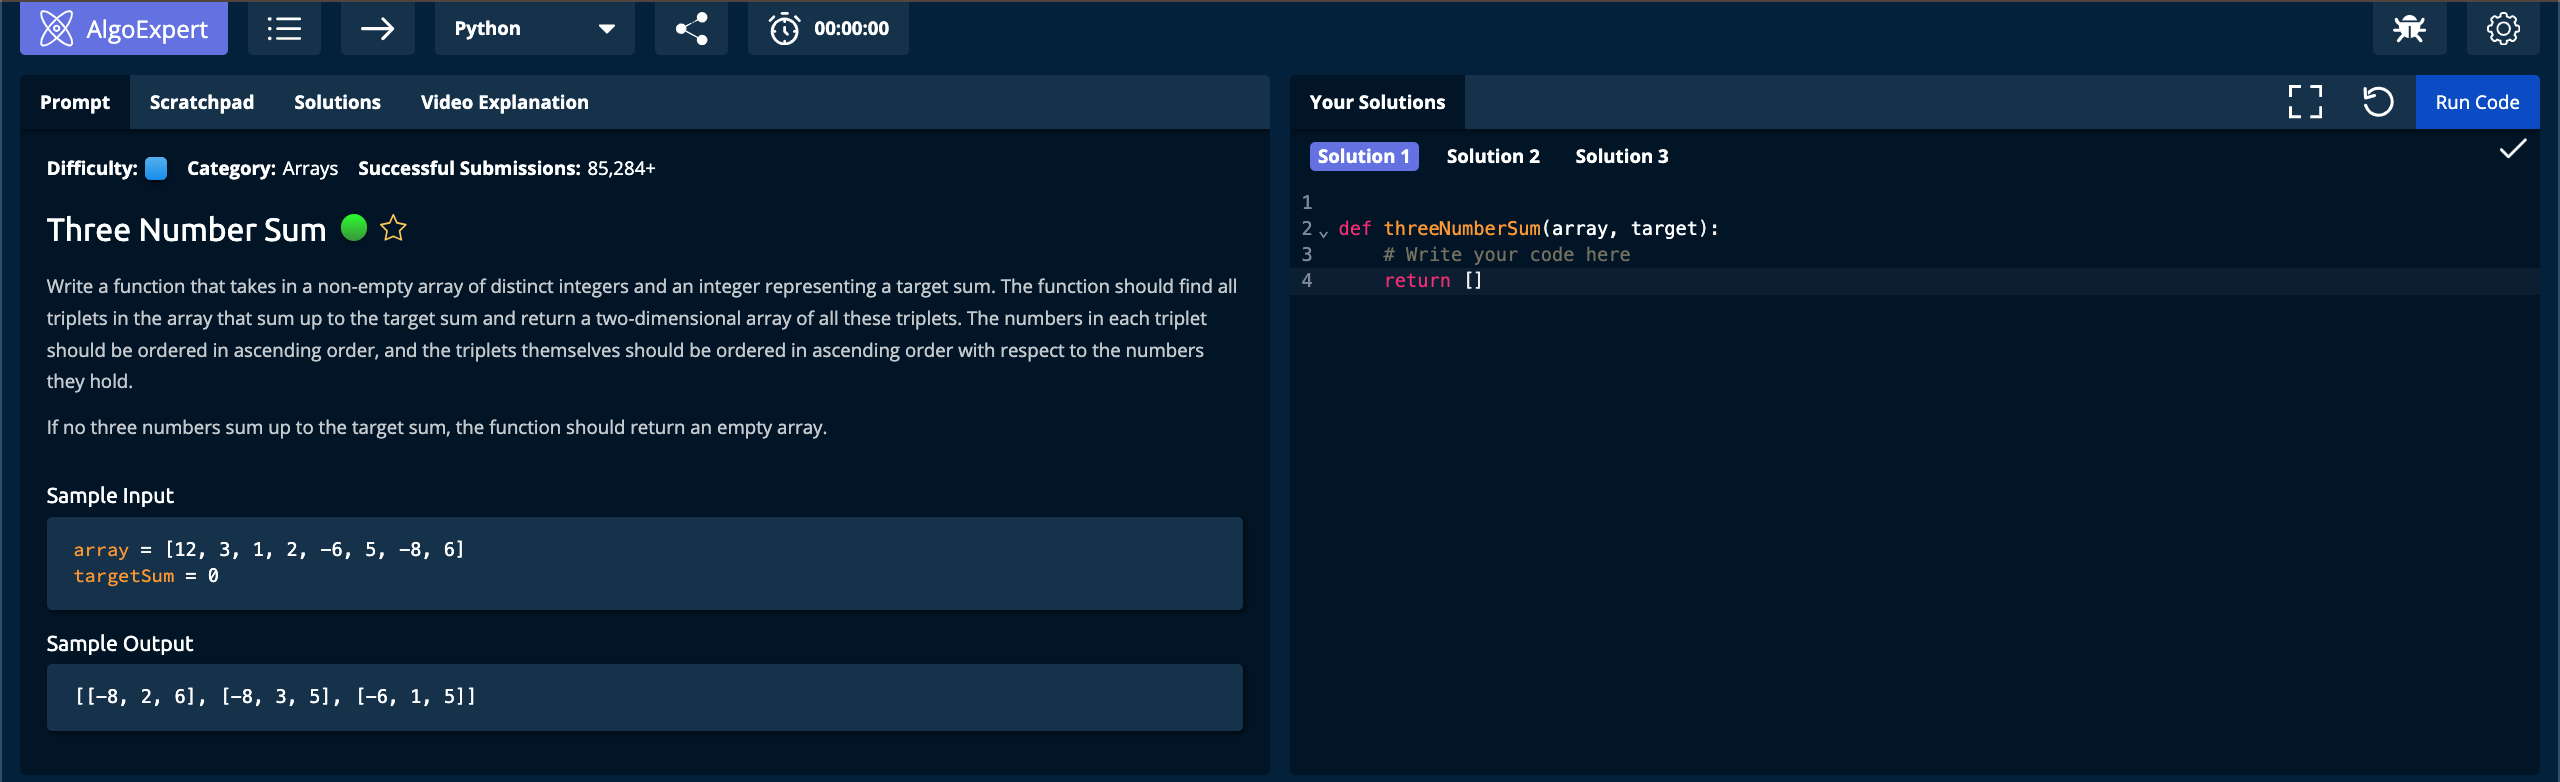 AlgoExpert
Python
00:00:00
Prompt Scratchpad Solutions Video Explanation
Difficulty: Category: Arrays Successful Submissions: 85,284+
Three Number Sum
Write a function that takes in a non-empty array of distinct integers and an integer representing a target sum. The function should find all
triplets in the array that sum up to the target sum and return a two-dimensional array of all these triplets. The numbers in each triplet
should be ordered in ascending order, and the triplets themselves should be ordered in ascending order with respect to the numbers
they hold.
If no three numbers sum up to the target sum, the function should return an empty array.
Sample Input
array = [12, 3, 1, 2, -6, 5, -8, 6]
targetSum = 0
Sample Output
[[-8, 2, 6], [-8, 3, 5], [-6, 1, 5]]
Your Solutions
Run Code
Solution 1 Solution 2 Solution 3
1
2 def threeNumberSum(array, target):
3 # Write your code here
4 return []